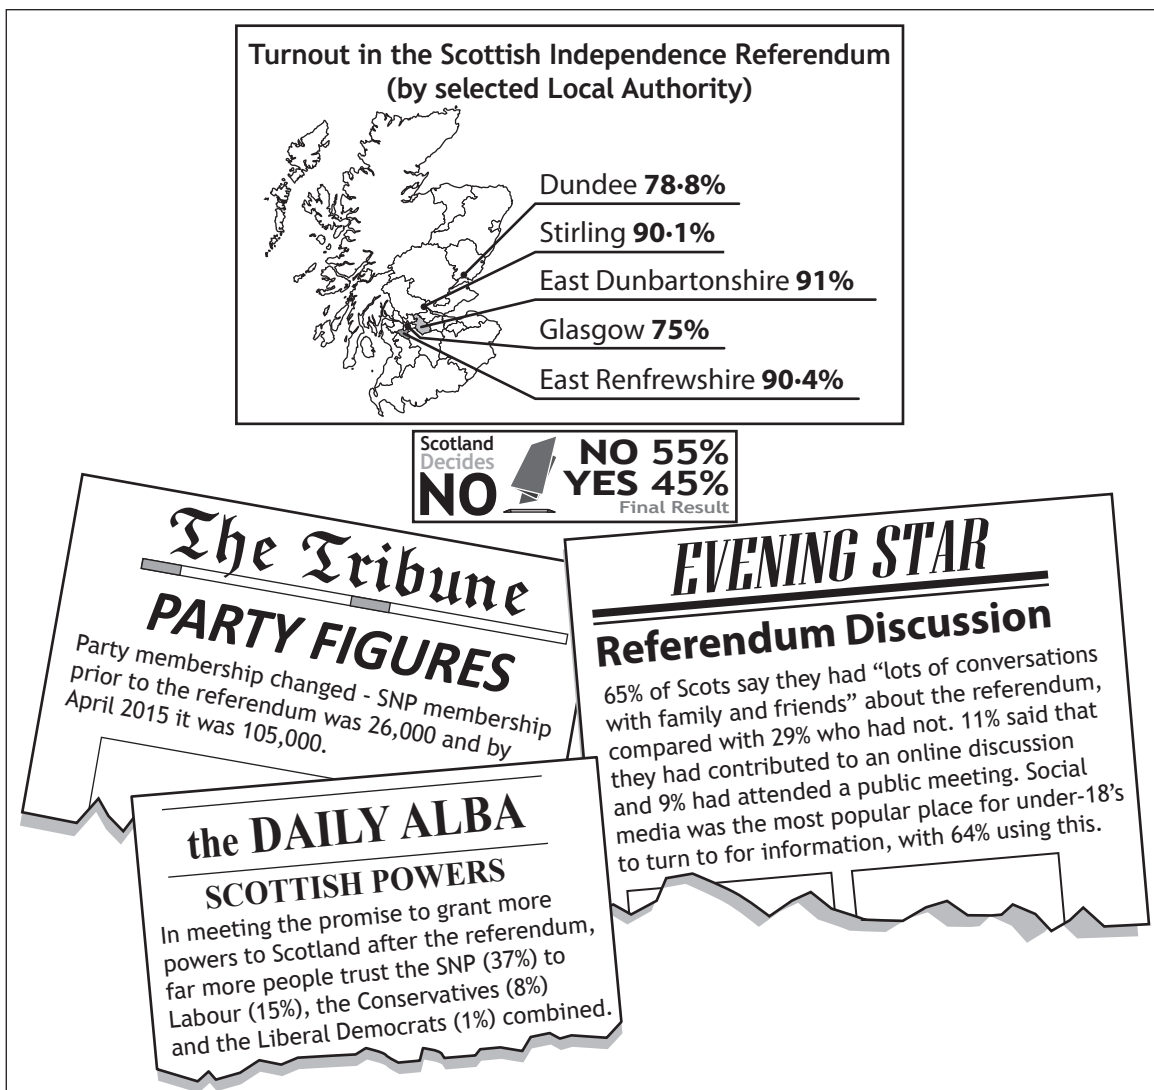 Turnout in the Scottish Independence Referendum
(by selected Local Authority)
Dundee 78·8%
Stirling 90·1%
East Dunbartonshire 91%
Glasgow 75%
East Renfrewshire 90·4%
Scotland
Decides
NO
NO 55%
YES 45%
Final Result
The Tribune
PARTY FIGURES
Party membership changed - SNP membership
prior to the referendum was 26,000 and by
April 2015 it was 105,000.
EVENING STAR
Referendum Discussion
65% of Scots say they had “lots of conversations
with family and friends” about the referendum,
compared with 29% who had not. 11% said that
they had contributed to an online discussion
and 9% had attended a public meeting. Social
media was the most popular place for under-18’s
to turn to for information, with 64% using this.
the DAILY ALBA
SCOTTISH POWERS
In meeting the promise to grant more
powers to Scotland after the referendum,
far more people trust the SNP (37%) to
Labour (15%), the Conservatives (8%)
and the Liberal Democrats (1%) combined.